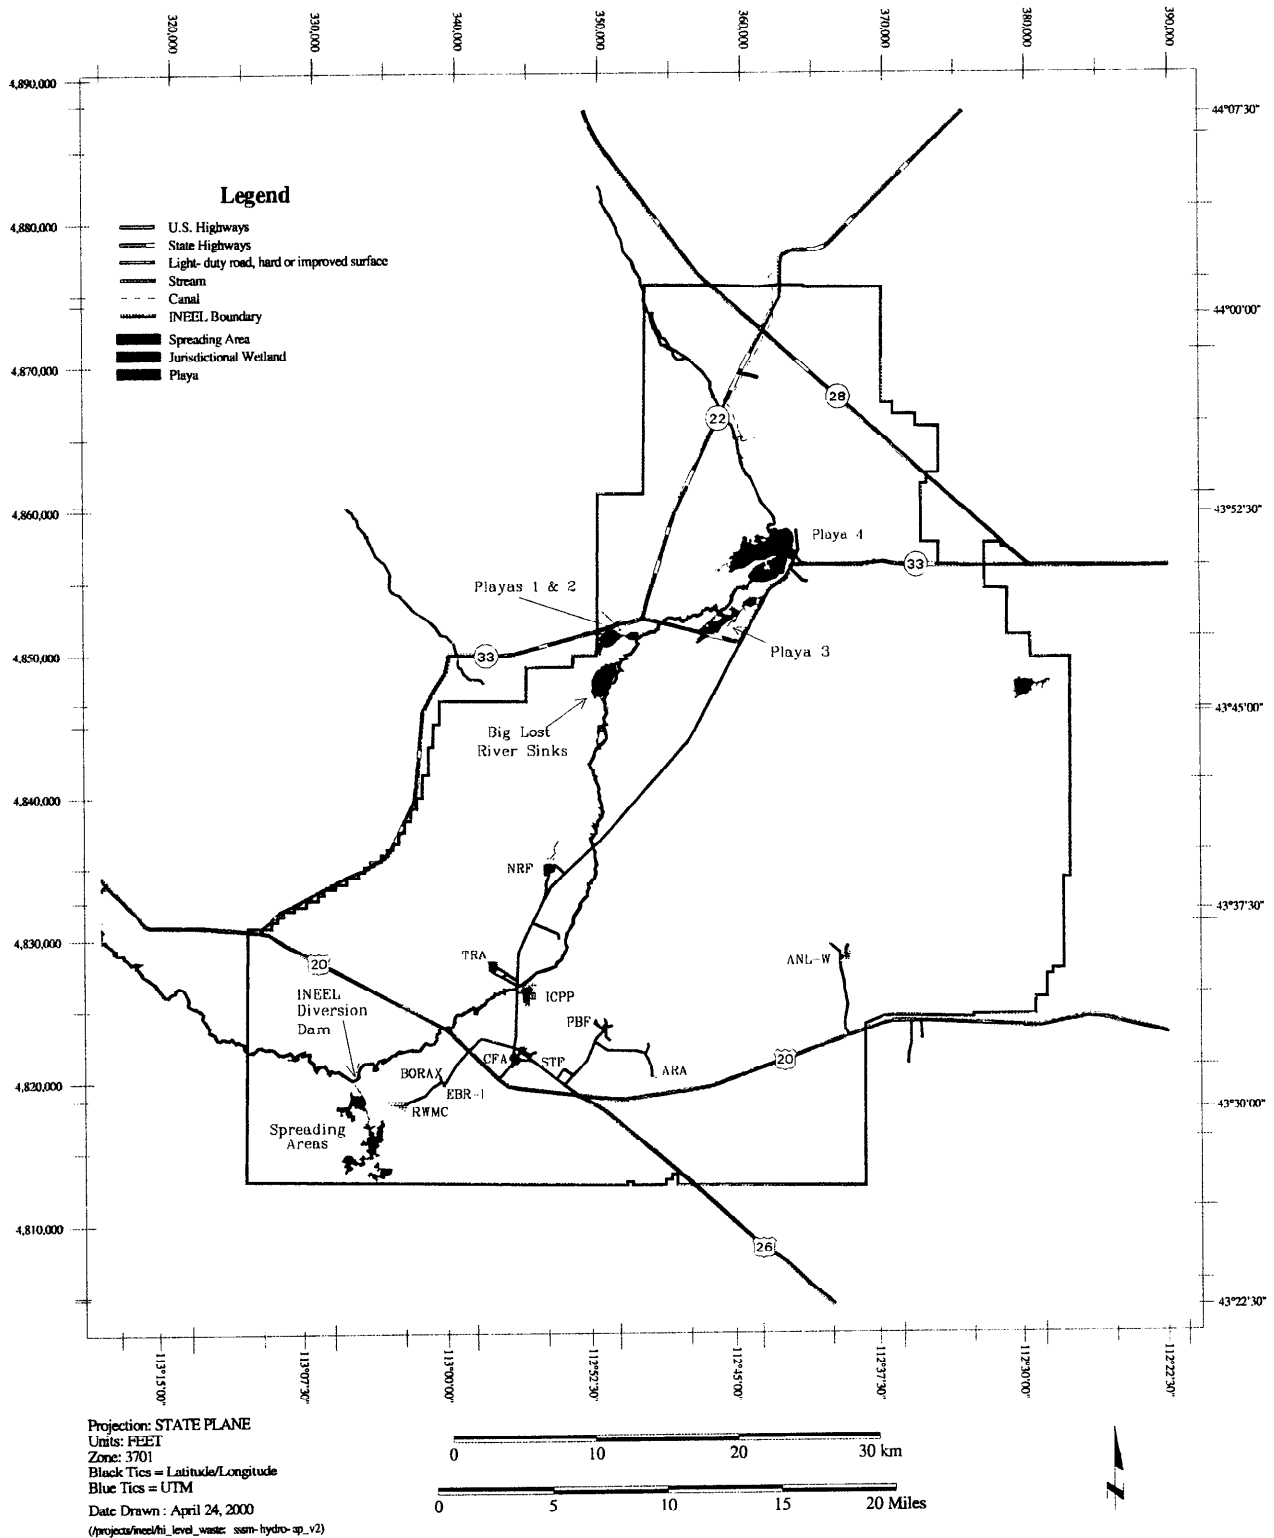 320,000
330,000
340,000
350,000
360,000
370,000
380,000
390,000
4,890,000
4,880,000
4,870,000
4,860,000
4,850,000
4,840,000
4,830,000
4,820,000
4,810,000
44°07'30"
44°00'00"
43°52'30"
43°45'00"
43°37'30"
43°30'00"
43°22'30"
Legend
U.S. Highways
State Highways
Light- duty road, hard or improved surface
Stream
Canal
INEEL Boundary
Spreading Area
Jurisdictional Wetland
Playa
28
22
Playa 4
33
Playas 1 & 2
33
Playa 3
Big Lost
River Sinks
NRF
TRA
ANL-W
20
INEEL
Diversion
Dam
ICPP
PBF
CFA
STF
20
BORAX
ARA
EBR-I
RWMC
Spreading
Areas
26
113°15'00"
113°07'30"
113°00'00"
112°52'30"
112°45'00"
112°37'30"
112°30'00"
112°22'30"
Projection: STATE PLANE
Units: FEET
Zone: 3701
Black Tics = Latitude/Longitude
Blue Tics = UTM
Date Drawn : April 24, 2000
(/projects/ineel/hi_level_waste: ssm-hydro-ap_v2)
0 10 20 30 km
0 5 10 15 20 Miles
N